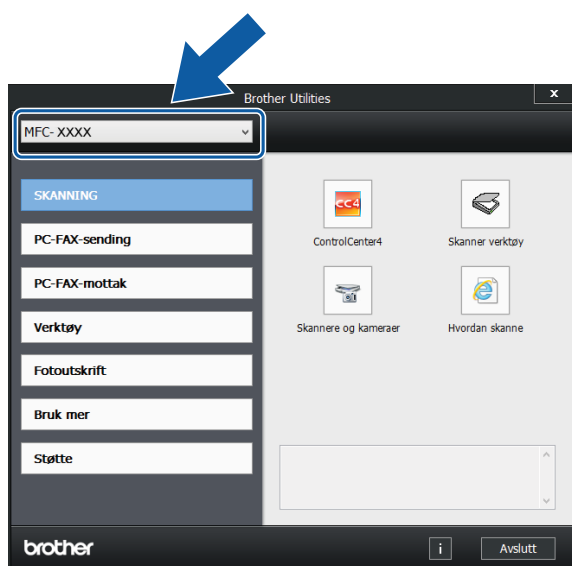 Brother Utilities
x
MFC- XXXX
SKANNING
PC-FAX-sending
PC-FAX-mottak
Verktøy
Fotoutskrift
Bruk mer
Støtte
CC4
ControlCenter4
Skanner verktøy
Skannere og kameraer
Hvordan skanne
brother
i
Avslutt